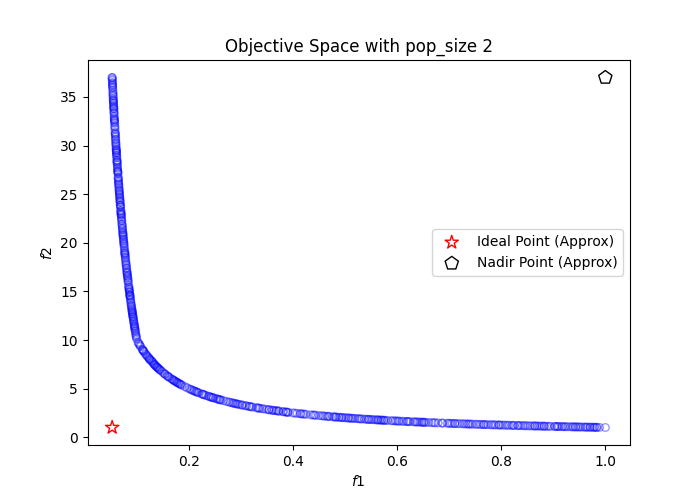 Objective Space with pop_size 2
f2
35
30
25
20
15
10
5
0
Ideal Point (Approx)
Nadir Point (Approx)
0.2 0.4 0.6 0.8 1.0
f1